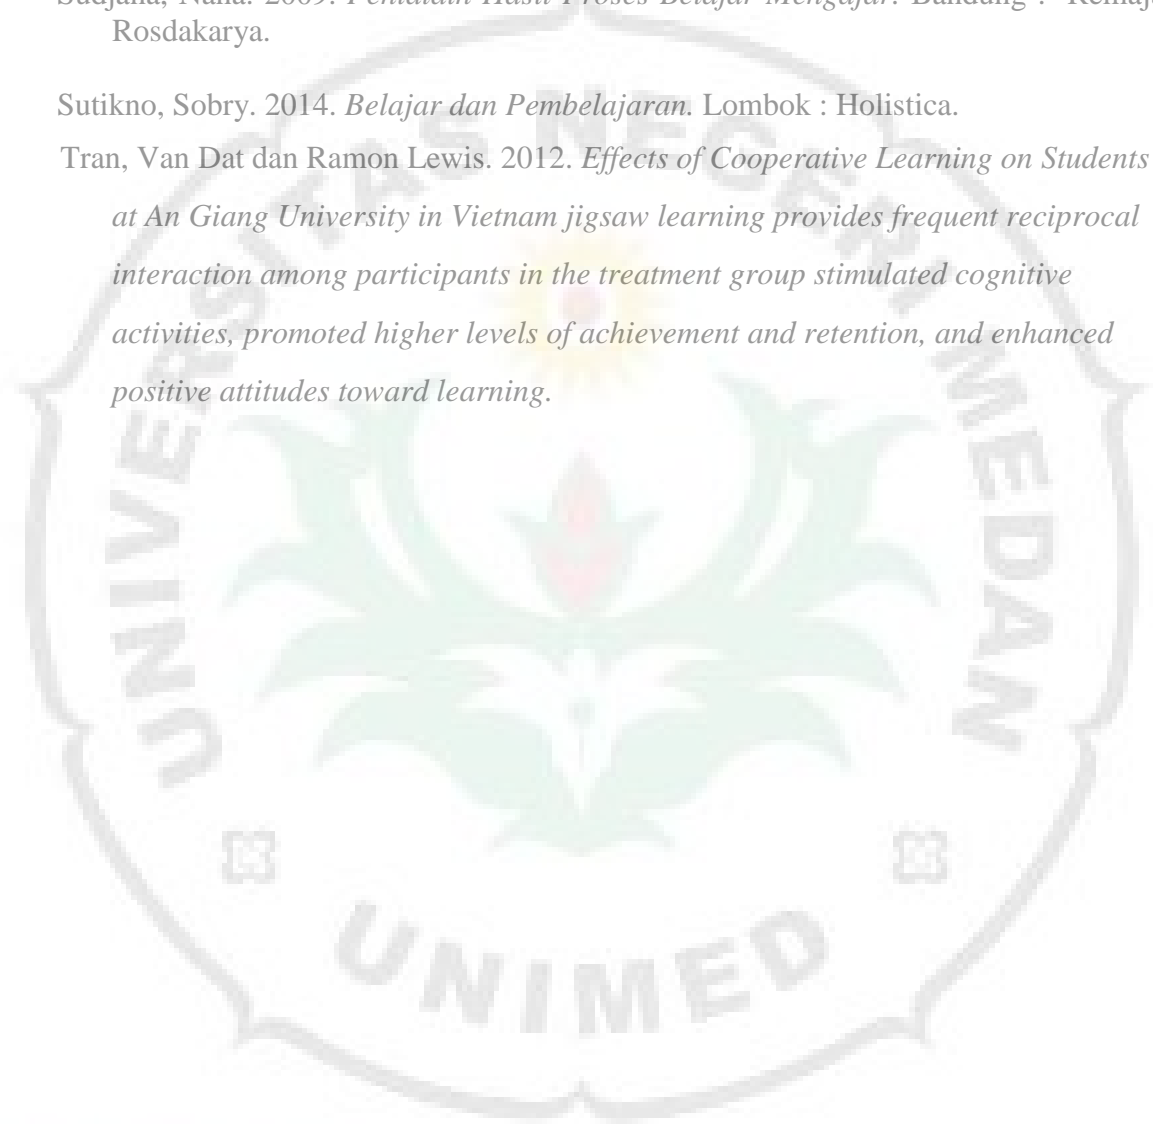 Sudjana, Nana. 2009. Penialain Hasil Proses Belajar Mengajar. Bandung : Remaja
Rosdakarya.
Sutikno, Sobry. 2014. Belajar dan Pembelajaran. Lombok : Holistica.
Tran, Van Dat dan Ramon Lewis. 2012. Effects of Cooperative Learning on Students
at An Giang University in Vietnam jigsaw learning provides frequent reciprocal
interaction among participants in the treatment group stimulated cognitive
activities, promoted higher levels of achievement and retention, and enhanced
positive attitudes toward learning.
UNIVERSITAS NEGERI MEDAN
UNIMED